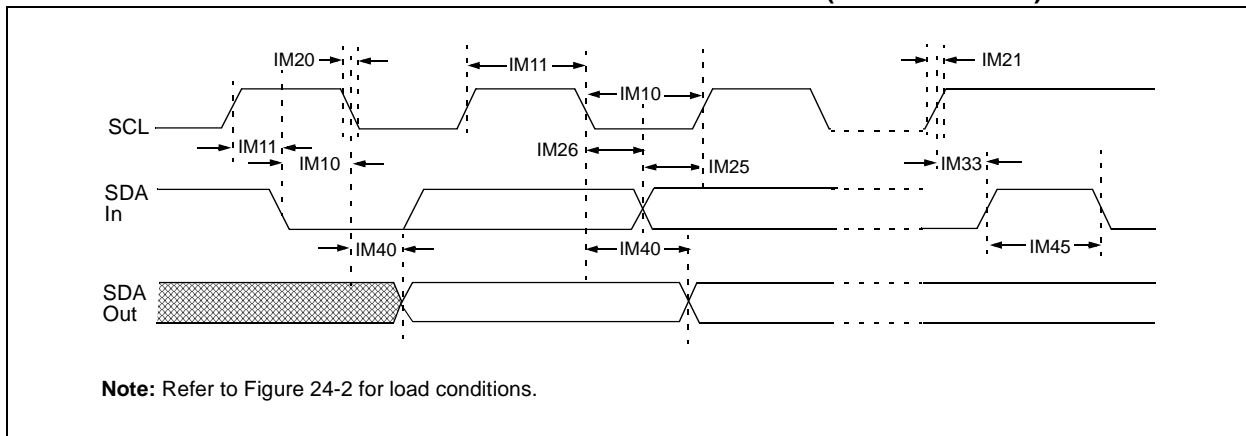 IM20
IM11
IM21
IM10
SCL
IM11
IM10
IM26
IM25
IM33
SDA
In
IM40
IM40
IM45
SDA
Out
Note: Refer to Figure 24-2 for load conditions.